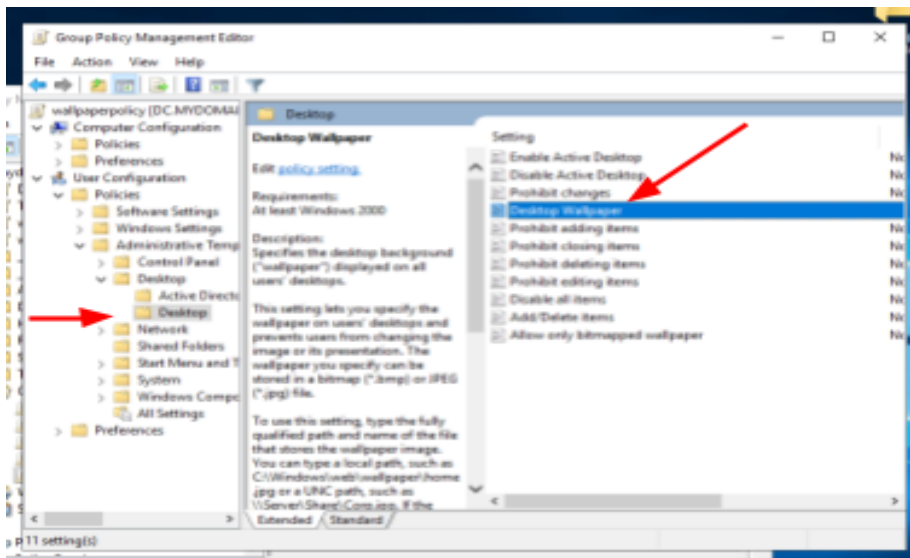 Group Policy Management Editor
File Action View Help
wallpaperpolicy [DC.MYDOMAI
Computer Configuration
Policies
Preferences
User Configuration
Policies
Software Settings
Windows Settings
Administrative Temp
Control Panel
Desktop
Active Directo
Desktop
Network
Shared Folders
Start Menu and T
System
Windows Compo
All Settings
Preferences
Desktop
Desktop Wallpaper
Edit policy setting.
Requirements:
At least Windows 2000
Description:
Specifies the desktop background
("wallpaper") displayed on all
users' desktops.
This setting lets you specify the
wallpaper on users' desktops and
prevents users from changing the
image or its presentation. The
wallpaper you specify can be
stored in a bitmap (*.bmp) or JPEG
(*.jpg) file.
To use this setting, type the fully
qualified path and name of the file
that stores the wallpaper image.
You can type a local path, such as
C:\Windows\web\wallpaper\home
.jpg or a UNC path, such as
\\Server\Share\Corp.jpg. If the
Setting
Enable Active Desktop
Disable Active Desktop
Prohibit changes
Desktop Wallpaper
Prohibit adding items
Prohibit closing items
Prohibit deleting items
Prohibit editing items
Disable all items
Add/Delete items
Allow only bitmapped wallpaper
Extended Standard
11 setting(s)